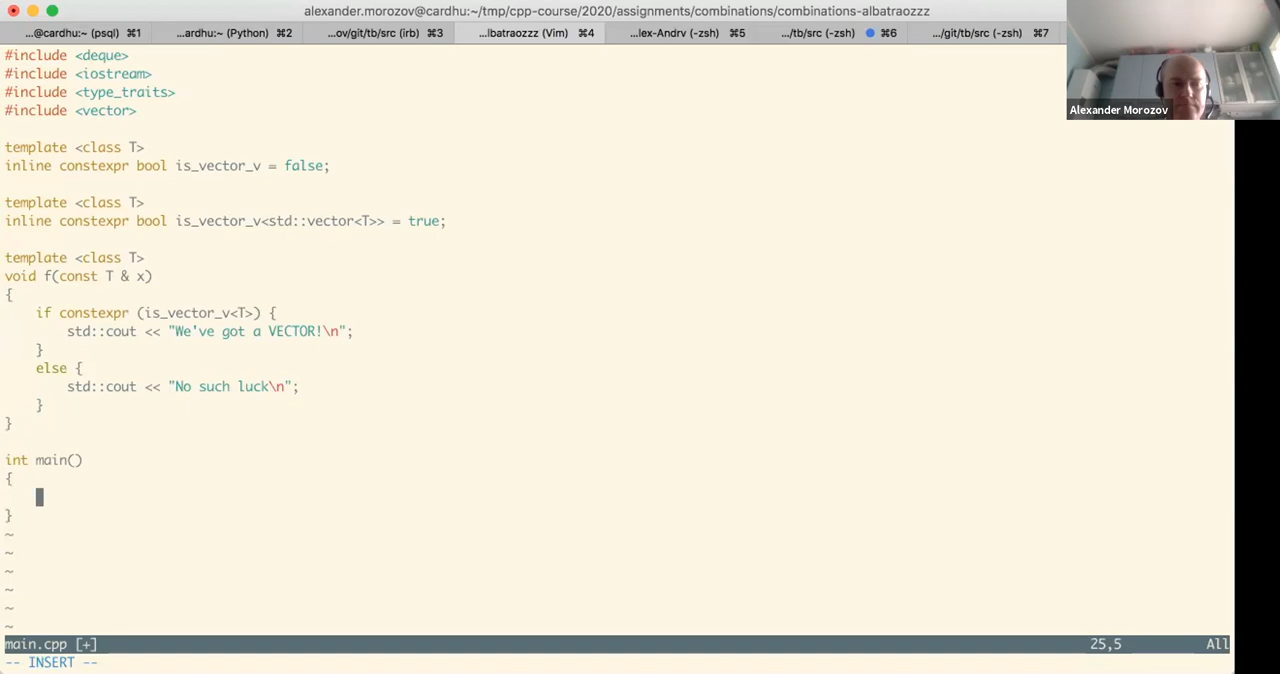 alexander.morozov@cardhu:~/tmp/cpp-course/2020/assignments/combinations/combinations-albatraozzz
...@cardhu:~ (psql) ⌘1 ...ardhu:~ (Python) ⌘2 ...ov/git/tb/src (irb) ⌘3 ...lbatraozzz (Vim) ⌘4 ...lex-Andrv (-zsh) ⌘5 .../tb/src (-zsh) ⌘6 .../git/tb/src (-zsh) ⌘7
Alexander Morozov
#include <deque>
#include <iostream>
#include <type_traits>
#include <vector>
template <class T>
inline constexpr bool is_vector_v = false;
template <class T>
inline constexpr bool is_vector_v<std::vector<T>> = true;
template <class T>
void f(const T & x)
{
    if constexpr (is_vector_v<T>) {
        std::cout << "We've got a VECTOR!\n";
    }
    else {
        std::cout << "No such luck\n";
    }
}
int main()
{
}
~
~
~
~
~
~
main.cpp [+] 25,5 All
-- INSERT --